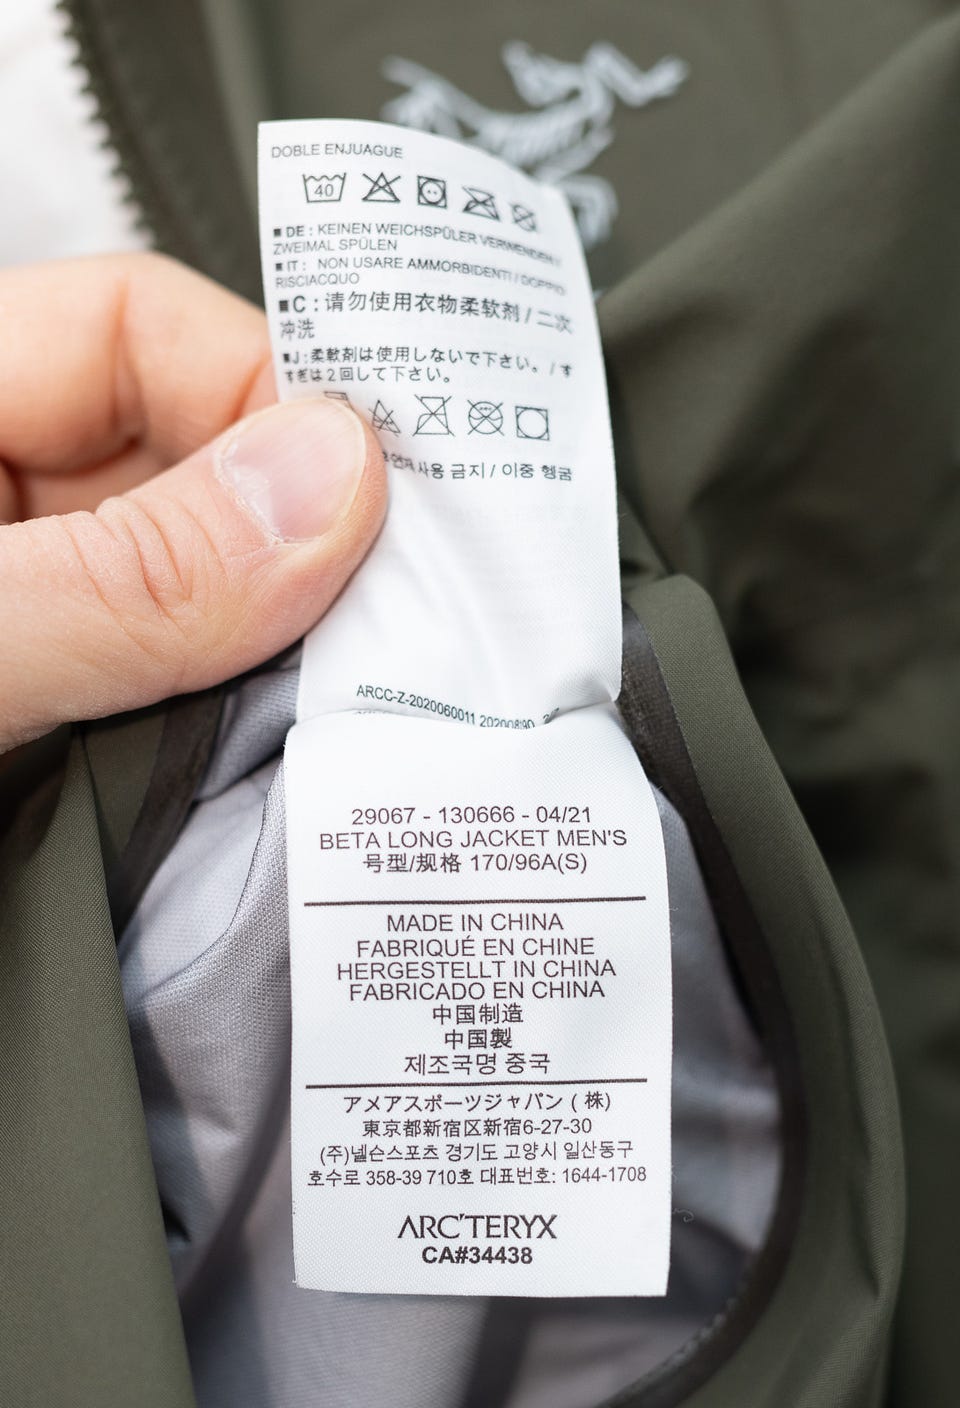 DOBLE ENJUAGUE
40
■ DE : KEINEN WEICHSPÜLER VERWENDEN /
ZWEIMAL SPÜLEN
■ IT : NON USARE AMMORBIDENTI / DOPPIO
RISCIACQUO
■C : 请勿使用衣物柔软剂 / 二次
冲洗
■J : 柔軟剤は使用しないで下さい。 / す
すぎは2回して下さい。
사용 금지 / 이중 헹굼
ARCC-Z-2020060011
29067 - 130666 - 04/21
BETA LONG JACKET MEN'S
号型/规格 170/96A(S)
MADE IN CHINA
FABRIQUÉ EN CHINE
HERGESTELLT IN CHINA
FABRICADO EN CHINA
中国制造
中国製
제조국명 중국
アメアスポーツジャパン ( 株)
東京都新宿区新宿6-27-30
(주)넬슨스포츠 경기도 고양시 일산동구
호수로 358-39 710호 대표번호: 1644-1708
ARC'TERYX
CA#34438